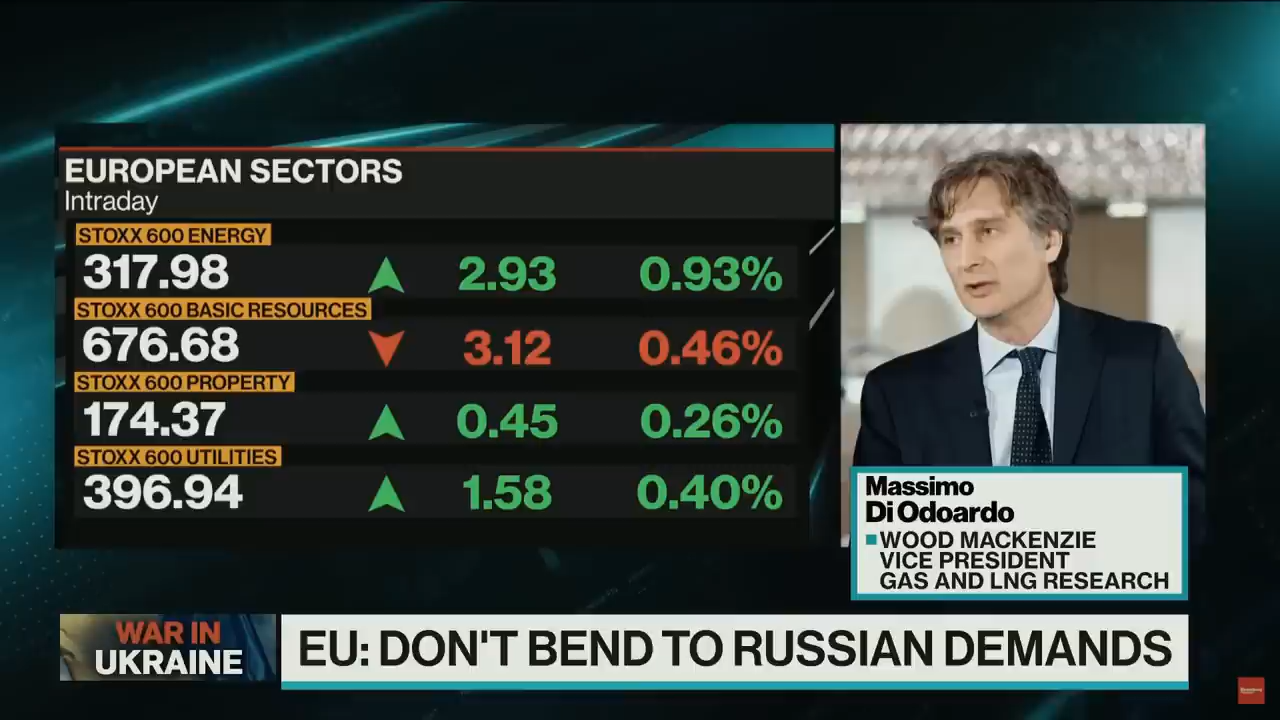 EUROPEAN SECTORS
Intraday
STOXX 600 ENERGY
317.98 2.93 0.93%
STOXX 600 BASIC RESOURCES
676.68 3.12 0.46%
STOXX 600 PROPERTY
174.37 0.45 0.26%
STOXX 600 UTILITIES
396.94 1.58 0.40%
Massimo
Di Odoardo
WOOD MACKENZIE
VICE PRESIDENT
GAS AND LNG RESEARCH
WAR IN
UKRAINE
EU: DON'T BEND TO RUSSIAN DEMANDS